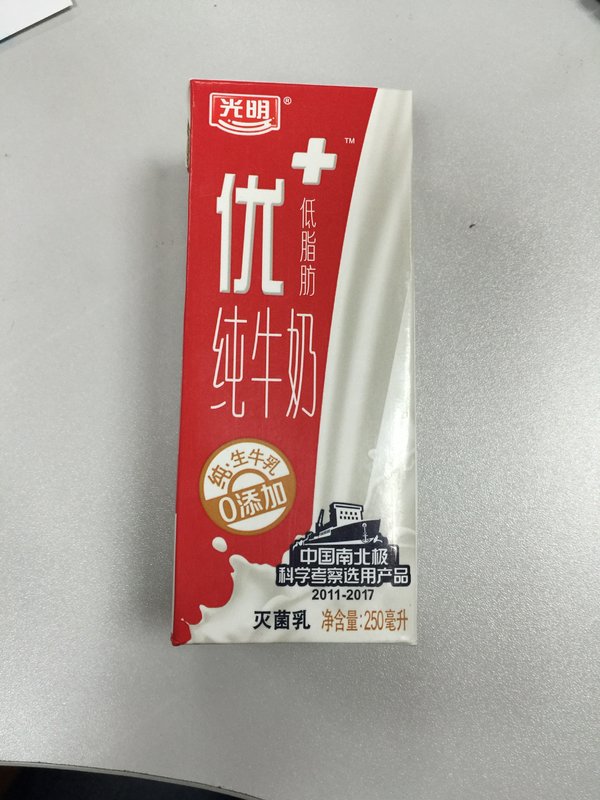 光明®
优+™
低脂肪
纯牛奶
纯·生牛乳
0添加
中国南北极
科学考察选用产品
2011-2017
灭菌乳 净含量:250毫升